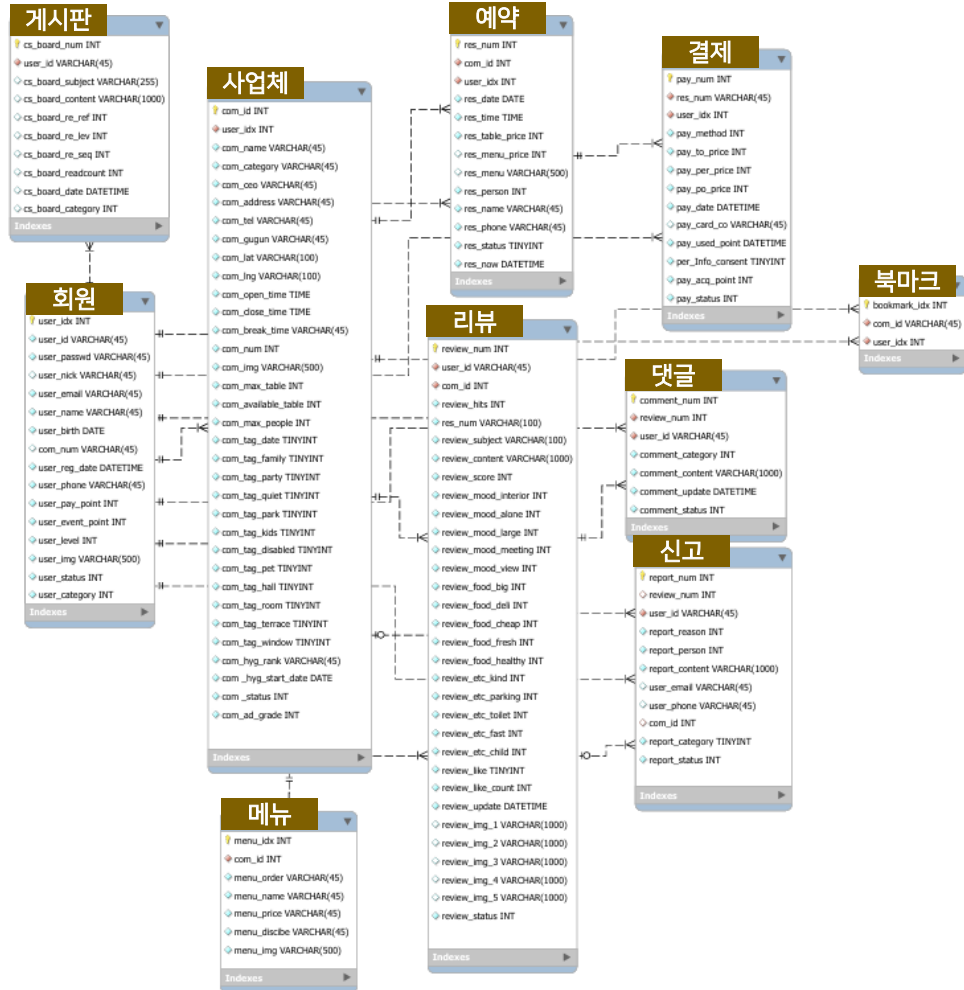 게시판
cs_board_num INT
user_id VARCHAR(45)
cs_board_subject VARCHAR(255)
cs_board_content VARCHAR(1000)
cs_board_re_ref INT
cs_board_re_lev INT
cs_board_re_seq INT
cs_board_readcount INT
cs_board_date DATETIME
cs_board_category INT
Indexes
회원
user_idx INT
user_id VARCHAR(45)
user_passwd VARCHAR(45)
user_nick VARCHAR(45)
user_email VARCHAR(45)
user_name VARCHAR(45)
user_birth DATE
com_num VARCHAR(45)
user_reg_date DATETIME
user_phone VARCHAR(45)
user_pay_point INT
user_event_point INT
user_level INT
user_img VARCHAR(500)
user_status INT
user_category INT
Indexes
사업체
com_id INT
user_idx INT
com_name VARCHAR(45)
com_category VARCHAR(45)
com_ceo VARCHAR(45)
com_address VARCHAR(45)
com_tel VARCHAR(45)
com_gugun VARCHAR(45)
com_lat VARCHAR(100)
com_lng VARCHAR(100)
com_open_time TIME
com_close_time TIME
com_break_time VARCHAR(45)
com_num INT
com_img VARCHAR(500)
com_max_table INT
com_available_table INT
com_max_people INT
com_tag_date TINYINT
com_tag_family TINYINT
com_tag_party TINYINT
com_tag_quiet TINYINT
com_tag_park TINYINT
com_tag_kids TINYINT
com_tag_disabled TINYINT
com_tag_pet TINYINT
com_tag_hall TINYINT
com_tag_room TINYINT
com_tag_terrace TINYINT
com_tag_window TINYINT
com_hyg_rank VARCHAR(45)
com _hyg_start_date DATE
com _status INT
com_ad_grade INT
Indexes
메뉴
menu_idx INT
com_id INT
menu_order VARCHAR(45)
menu_name VARCHAR(45)
menu_price VARCHAR(45)
menu_discibe VARCHAR(45)
menu_img VARCHAR(500)
Indexes
예약
res_num INT
com_id INT
user_idx INT
res_date DATE
res_time TIME
res_table_price INT
res_menu_price INT
res_menu VARCHAR(500)
res_person INT
res_name VARCHAR(45)
res_phone VARCHAR(45)
res_status TINYINT
res_now DATETIME
Indexes
리뷰
review_num INT
user_id VARCHAR(45)
com_id INT
review_hits INT
res_num VARCHAR(100)
review_subject VARCHAR(100)
review_content VARCHAR(1000)
review_score INT
review_mood_interior INT
review_mood_alone INT
review_mood_large INT
review_mood_meeting INT
review_mood_view INT
review_food_big INT
review_food_deli INT
review_food_cheap INT
review_food_fresh INT
review_food_healthy INT
review_etc_kind INT
review_etc_parking INT
review_etc_toilet INT
review_etc_fast INT
review_etc_child INT
review_like TINYINT
review_like_count INT
review_update DATETIME
review_img_1 VARCHAR(1000)
review_img_2 VARCHAR(1000)
review_img_3 VARCHAR(1000)
review_img_4 VARCHAR(1000)
review_img_5 VARCHAR(1000)
review_status INT
Indexes
결제
pay_num INT
res_num VARCHAR(45)
user_idx INT
pay_method INT
pay_to_price INT
pay_per_price INT
pay_po_price INT
pay_date DATETIME
pay_card_co VARCHAR(45)
pay_used_point DATETIME
per_Info_consent TINYINT
pay_acq_point INT
pay_status INT
Indexes
북마크
bookmark_idx INT
com_id VARCHAR(45)
user_idx INT
Indexes
댓글
comment_num INT
review_num INT
user_id VARCHAR(45)
comment_category INT
comment_content VARCHAR(1000)
comment_update DATETIME
comment_status INT
Indexes
신고
report_num INT
review_num INT
user_id VARCHAR(45)
report_reason INT
report_person INT
report_content VARCHAR(1000)
user_email VARCHAR(45)
user_phone VARCHAR(45)
com_id INT
report_category TINYINT
report_status INT
Indexes